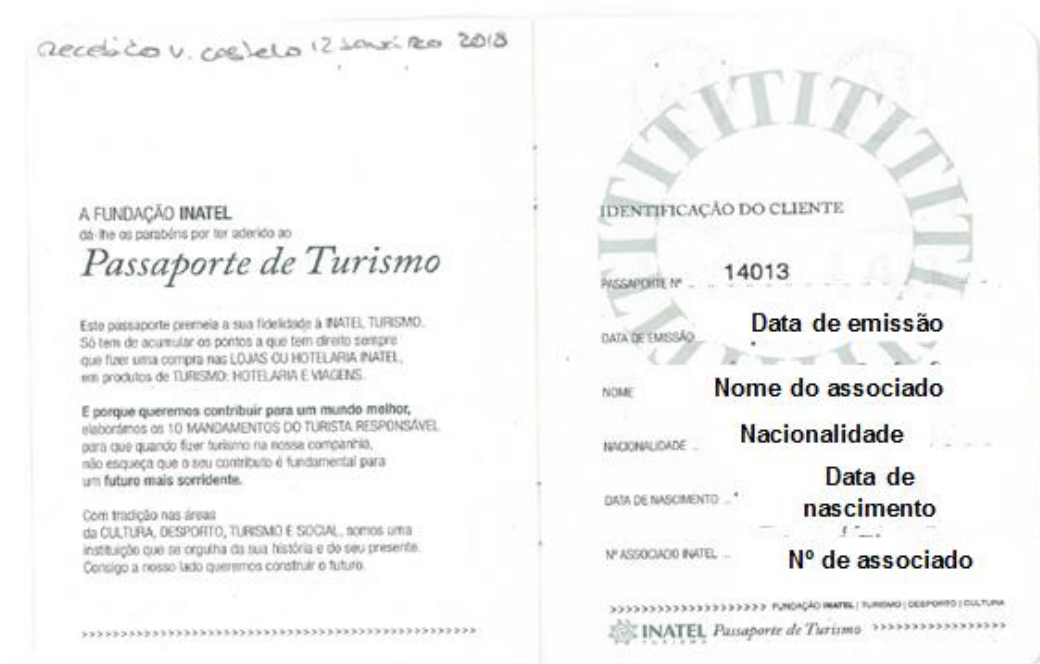 Recebido V. Castelo 12 Janeiro 2018
A FUNDAÇÃO INATEL
dá-lhe os parabéns por ter aderido ao
Passaporte de Turismo
Este passaporte premeia a sua fidelidade à INATEL TURISMO.
Só tem de acumular os pontos a que tem direito sempre
que fizer uma compra nas LOJAS OU HOTELARIA INATEL,
em produtos de TURISMO: HOTELARIA E VIAGENS.
E porque queremos contribuir para um mundo melhor,
elaborámos os 10 MANDAMENTOS DO TURISTA RESPONSÁVEL
para que quando fizer turismo na nossa companhia,
não esqueça que o seu contributo é fundamental para
um futuro mais sorridente.
Com tradição nas áreas
da CULTURA, DESPORTO, TURISMO E SOCIAL, somos uma
instituição que se orgulha da sua história e do seu presente.
Consigo a nosso lado queremos construir o futuro.
>>>>>>>>>>>>>>>>>>>>>>>>>>>>>>>>>>>>>>>>>>>>>>>>>>
TITITITITITITITITI
IDENTIFICAÇÃO DO CLIENTE
PASSAPORTE Nº 14013
DATA DE EMISSÃO Data de emissão
NOME Nome do associado
NACIONALIDADE Nacionalidade
DATA DE NASCIMENTO Data de
nascimento
Nº ASSOCIADO INATEL Nº de associado
>>>>>>>>>>>>>>>>>>>> FUNDAÇÃO INATEL | TURISMO | DESPORTO | CULTURA
INATEL Passaporte de Turismo >>>>>>>>>>>>>>>>>
TURISMO